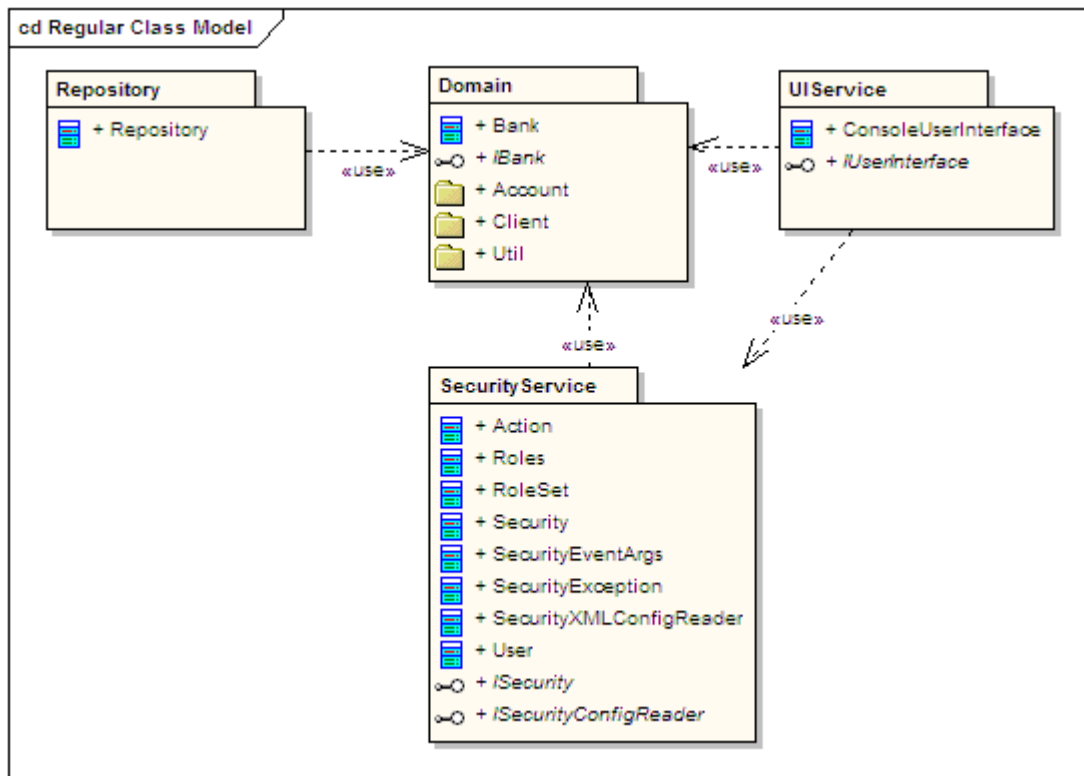 cd Regular Class Model
Repository
+ Repository
Domain
+ Bank
+ IBank
+ Account
+ Client
+ Util
UIService
+ ConsoleUserInterface
+ IUserInterface
«use»
«use»
«use»
«use»
SecurityService
+ Action
+ Roles
+ RoleSet
+ Security
+ SecurityEventArgs
+ SecurityException
+ SecurityXMLConfigReader
+ User
+ ISecurity
+ ISecurityConfigReader